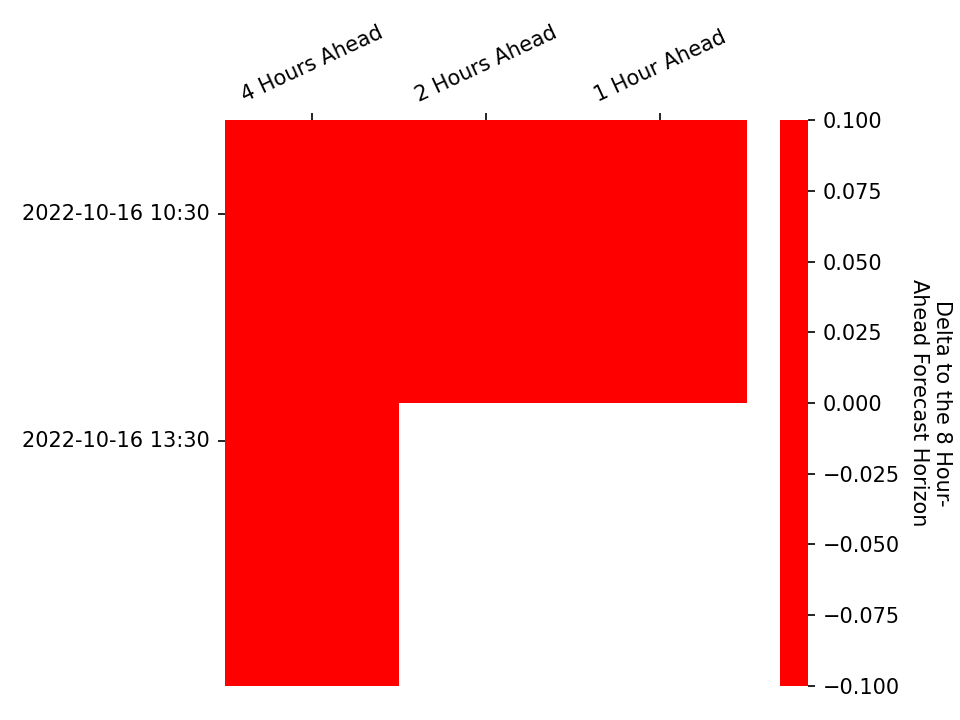 4 Hours Ahead
2 Hours Ahead
1 Hour Ahead
2022-10-16 10:30
2022-10-16 13:30
0.100
0.075
0.050
0.025
0.000
−0.025
−0.050
−0.075
−0.100
Delta to the 8 Hour-
Ahead Forecast Horizon